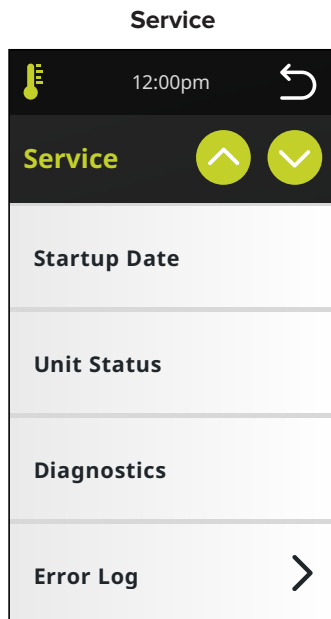 Service
12:00pm
Service
Startup Date
Unit Status
Diagnostics
Error Log